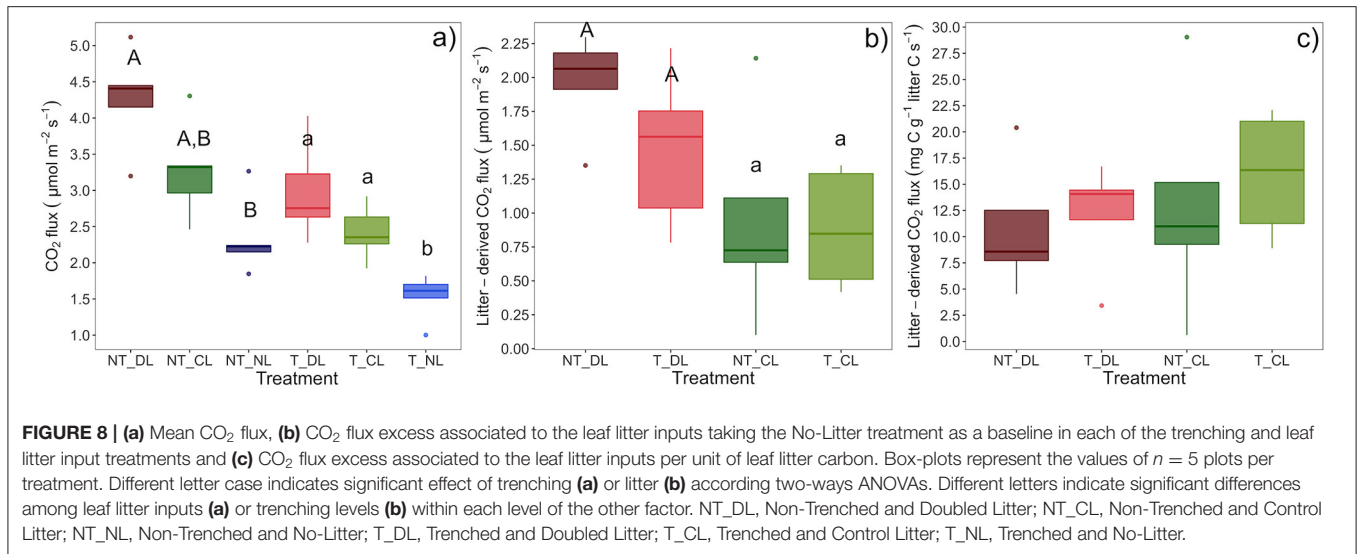 a)
A
A,B
B
a
a
b
CO₂ flux ( μmol m⁻² s⁻¹)
5.0
4.5
4.0
3.5
3.0
2.5
2.0
1.5
1.0
NT_DL NT_CL NT_NL T_DL T_CL T_NL
Treatment
b)
A
A
a
a
Litter – derived CO₂ flux ( μmol m⁻² s⁻¹)
2.25
2.00
1.75
1.50
1.25
1.00
0.75
0.50
0.25
0.00
NT_DL T_DL NT_CL T_CL
Treatment
c)
Litter – derived CO₂ flux (mg C g⁻¹ litter C s⁻¹)
30.0
27.5
25.0
22.5
20.0
17.5
15.0
12.5
10.0
7.5
5.0
2.5
0.0
NT_DL T_DL NT_CL T_CL
Treatment
FIGURE 8 | (a) Mean CO₂ flux, (b) CO₂ flux excess associated to the leaf litter inputs taking the No-Litter treatment as a baseline in each of the trenching and leaf
litter input treatments and (c) CO₂ flux excess associated to the leaf litter inputs per unit of leaf litter carbon. Box-plots represent the values of n = 5 plots per
treatment. Different letter case indicates significant effect of trenching (a) or litter (b) according two-ways ANOVAs. Different letters indicate significant differences
among leaf litter inputs (a) or trenching levels (b) within each level of the other factor. NT_DL, Non-Trenched and Doubled Litter; NT_CL, Non-Trenched and Control
Litter; NT_NL, Non-Trenched and No-Litter; T_DL, Trenched and Doubled Litter; T_CL, Trenched and Control Litter; T_NL, Trenched and No-Litter.